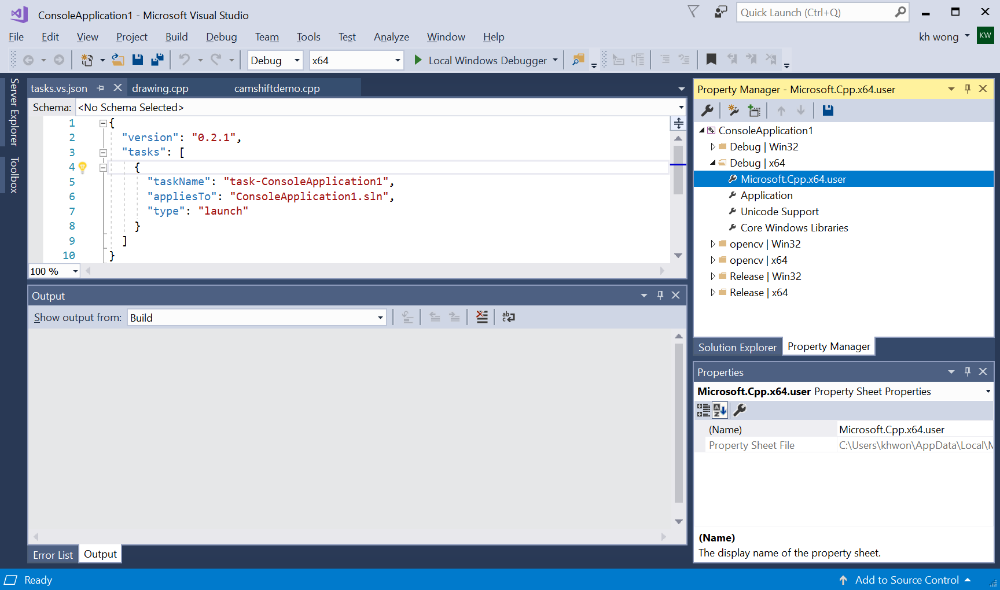 ConsoleApplication1 - Microsoft Visual Studio
Quick Launch (Ctrl+Q)
File Edit View Project Build Debug Team Tools Test Analyze Window Help
kh wong KW
Debug x64 Local Windows Debugger
Server Explorer
Toolbox
tasks.vs.json drawing.cpp camshiftdemo.cpp
Schema: <No Schema Selected>
1 {
2 "version": "0.2.1",
3 "tasks": [
4 {
5 "taskName": "task-ConsoleApplication1",
6 "appliesTo": "ConsoleApplication1.sln",
7 "type": "launch"
8 }
9 ]
10 }
100 %
Output
Show output from: Build
Error List Output
Property Manager - Microsoft.Cpp.x64.user
ConsoleApplication1
Debug | Win32
Debug | x64
Microsoft.Cpp.x64.user
Application
Unicode Support
Core Windows Libraries
opencv | Win32
opencv | x64
Release | Win32
Release | x64
Solution Explorer Property Manager
Properties
Microsoft.Cpp.x64.user Property Sheet Properties
(Name) Microsoft.Cpp.x64.user
Property Sheet File C:\Users\khwon\AppData\Local\M
(Name)
The display name of the property sheet.
Ready
Add to Source Control